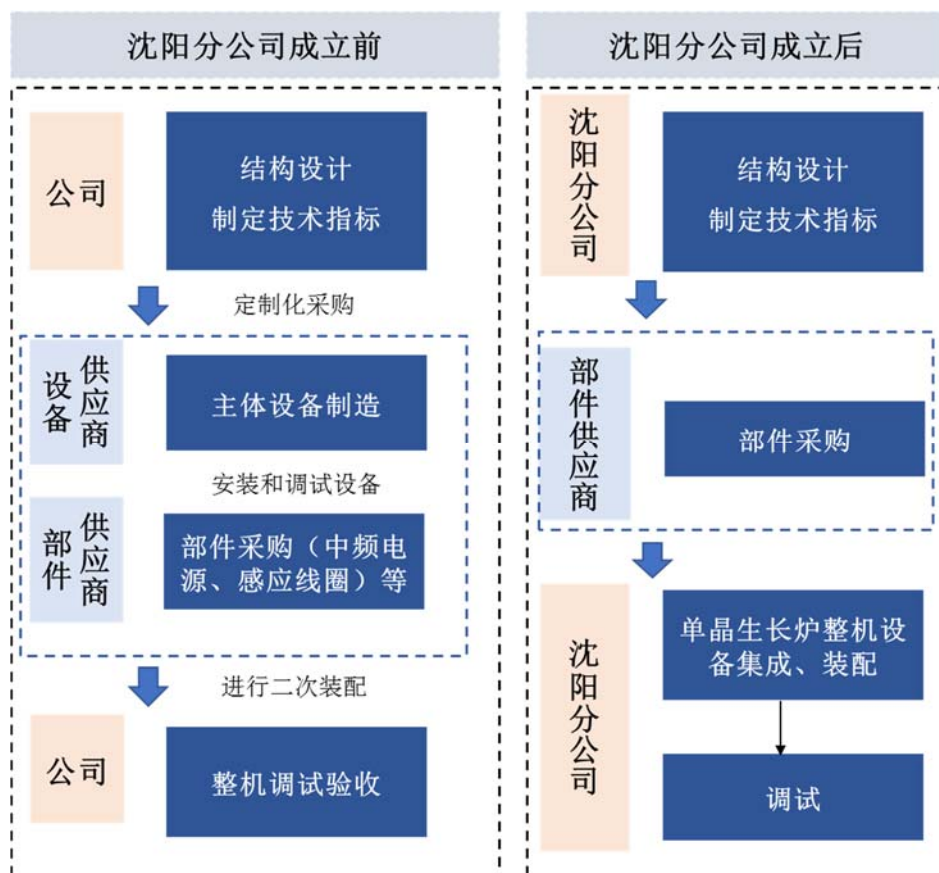 沈阳分公司成立前
公司
结构设计
制定技术指标
定制化采购
设备
供应商
主体设备制造
安装和调试设备
部件
供应商
部件采购（中频电
源、感应线圈）等
进行二次装配
公司
整机调试验收
沈阳分公司成立后
沈阳分公司
结构设计
制定技术指标
部件供应商
部件采购
沈阳分公司
单晶生长炉整机设
备集成、装配
调试